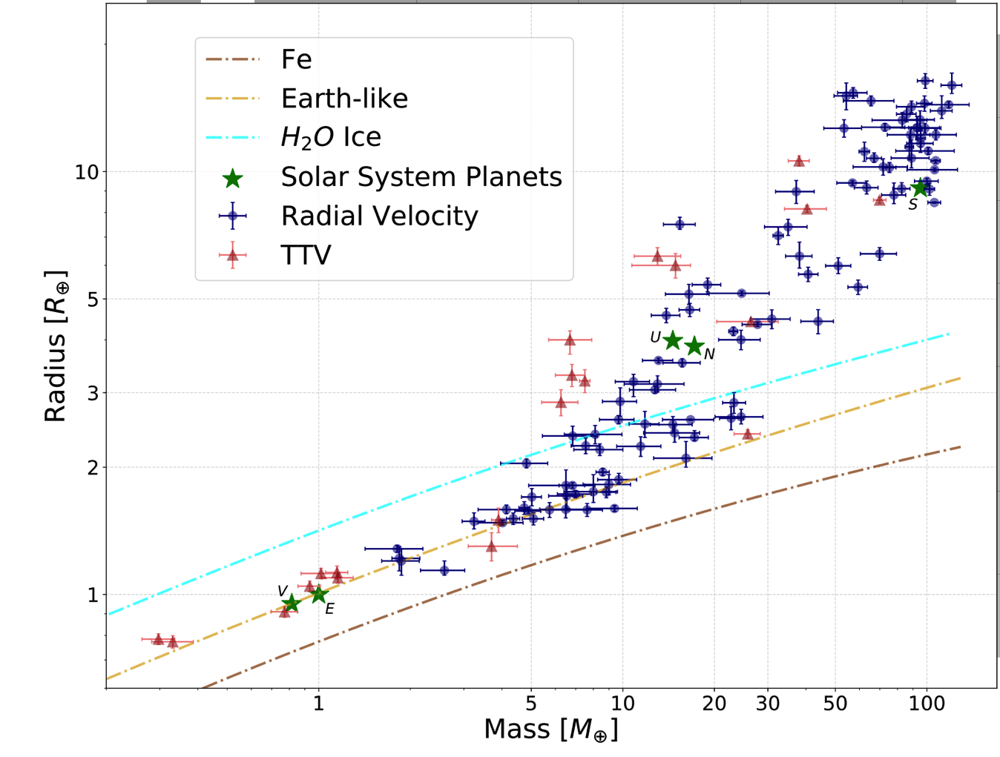 Fe
Earth-like
H₂O Ice
Solar System Planets
Radial Velocity
TTV
10
5
3
2
1
Radius [R⊕]
S
U
N
V
E
1
5
10
20
30
50
100
Mass [M⊕]